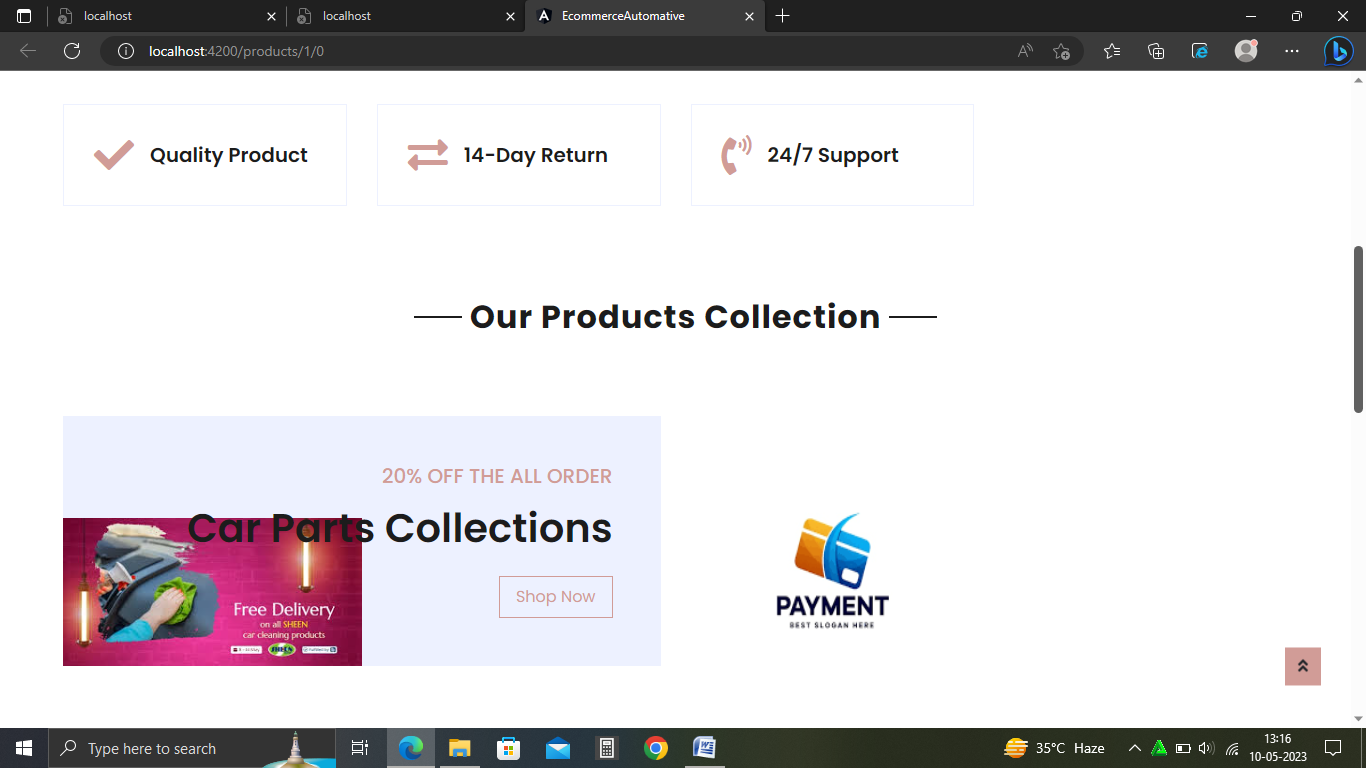 localhost
localhost
EcommerceAutomative
localhost:4200/products/1/0
Quality Product
14-Day Return
24/7 Support
Our Products Collection
20% OFF THE ALL ORDER
Car Parts Collections
Shop Now
Free Delivery
on all SHEEN
car cleaning products
PAYMENT
BEST SLOGAN HERE
Type here to search
35°C Haze
13:16
10-05-2023